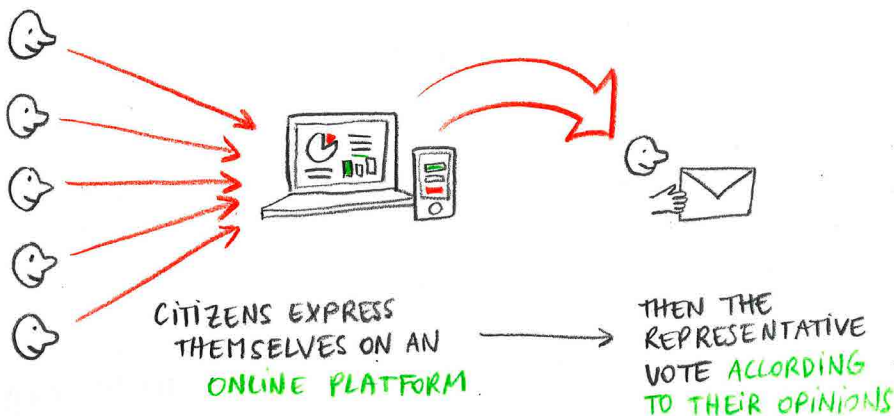 CITIZENS EXPRESS
THEMSELVES ON AN
ONLINE PLATFORM
THEN THE
REPRESENTATIVE
VOTE ACCORDING
TO THEIR OPINIONS